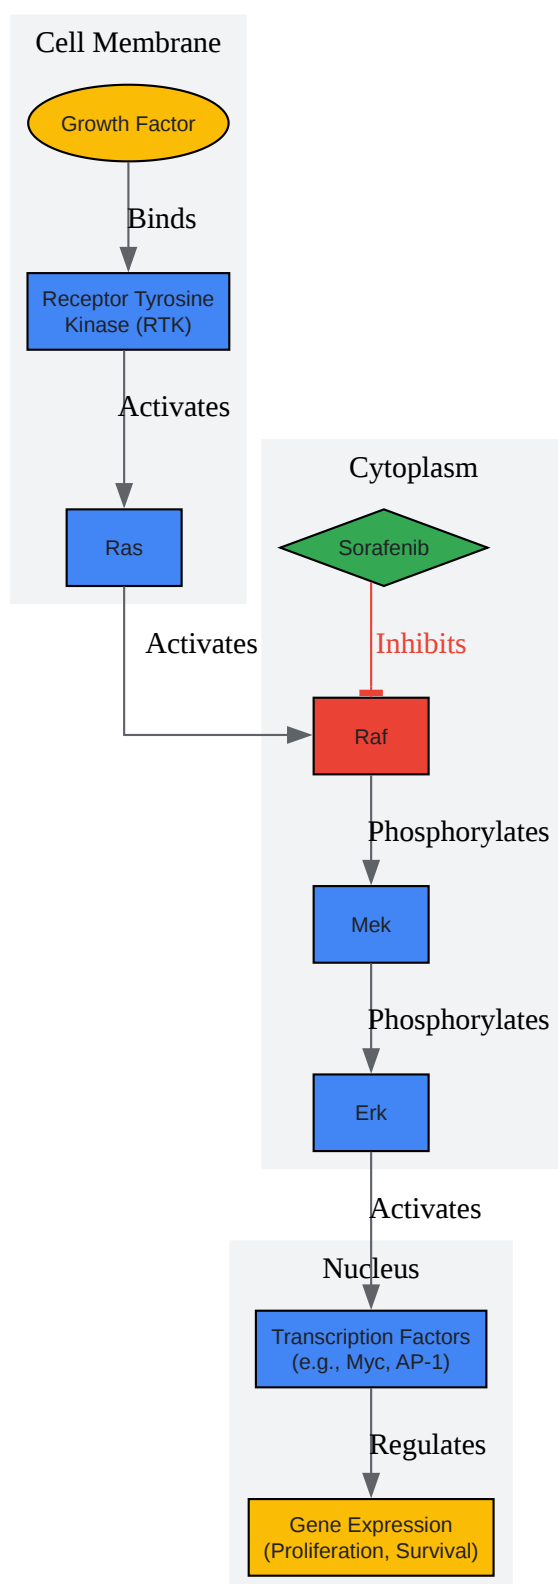 Cell Membrane
Growth Factor
Binds
Receptor Tyrosine
Kinase (RTK)
Activates
Ras
Activates
Cytoplasm
Sorafenib
Inhibits
Raf
Phosphorylates
Mek
Phosphorylates
Erk
Activates
Nucleus
Transcription Factors
(e.g., Myc, AP-1)
Regulates
Gene Expression
(Proliferation, Survival)